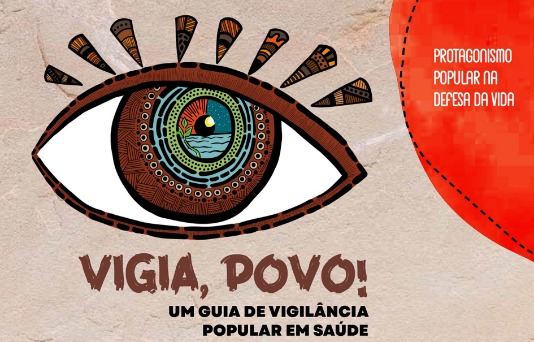 PROTAGONISMO
POPULAR NA
DEFESA DA VIDA
VIGIA, POVO!
UM GUIA DE VIGILÂNCIA
POPULAR EM SAÚDE